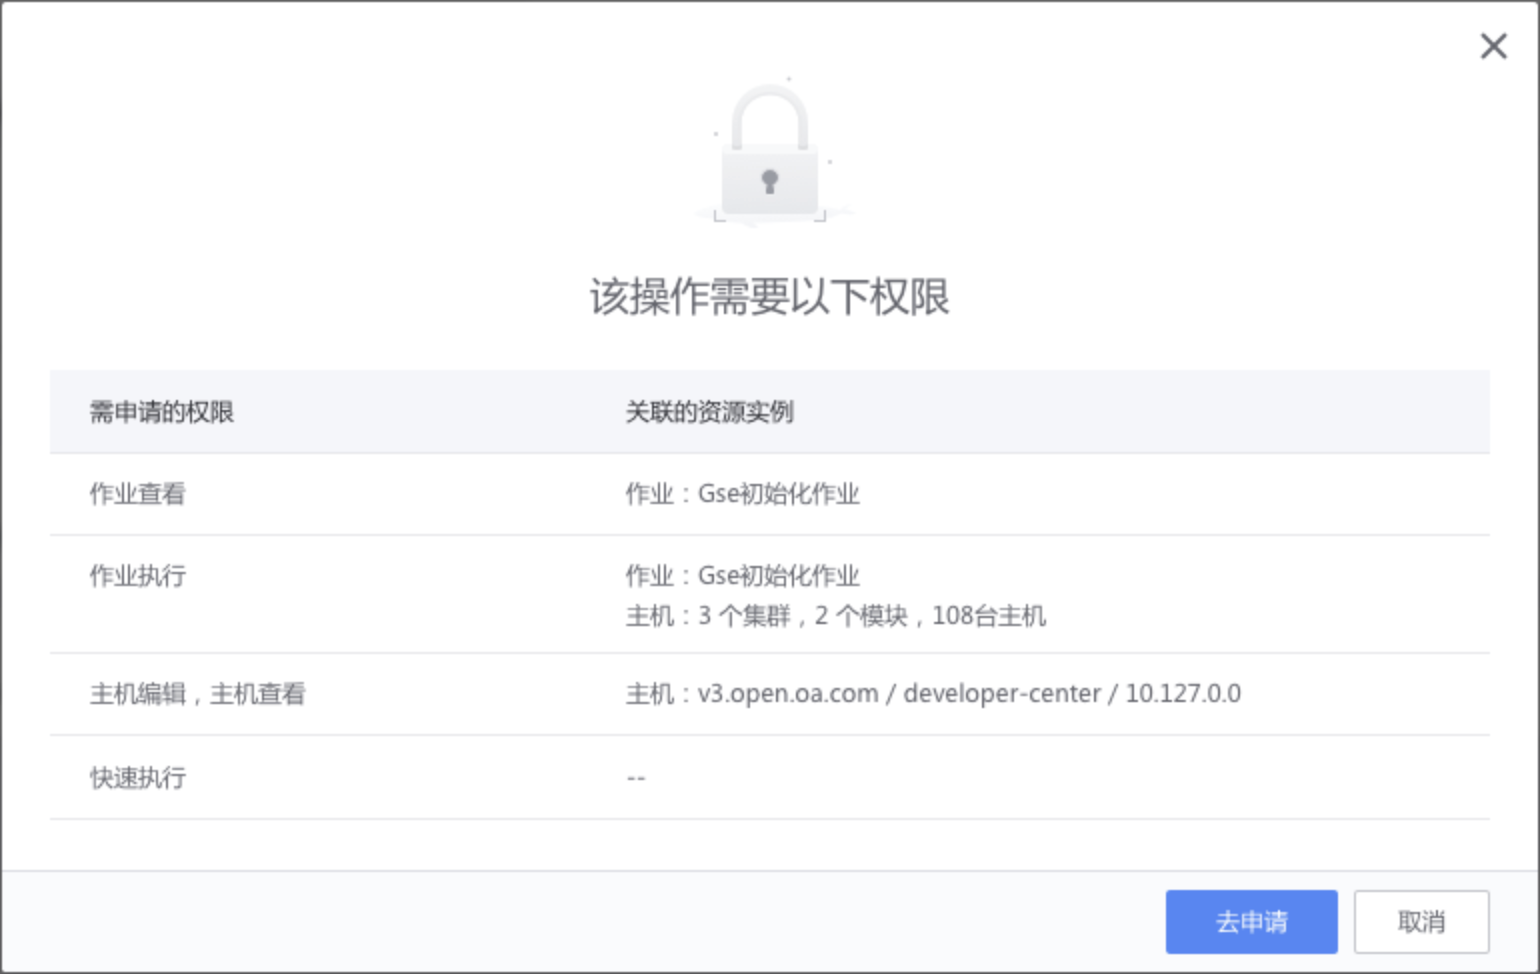 该操作需要以下权限
需申请的权限 关联的资源实例
作业查看 作业：Gse初始化作业
作业执行 作业：Gse初始化作业
主机：3 个集群，2 个模块，108台主机
主机编辑，主机查看 主机：v3.open.oa.com / developer-center / 10.127.0.0
快速执行 --
去申请 取消